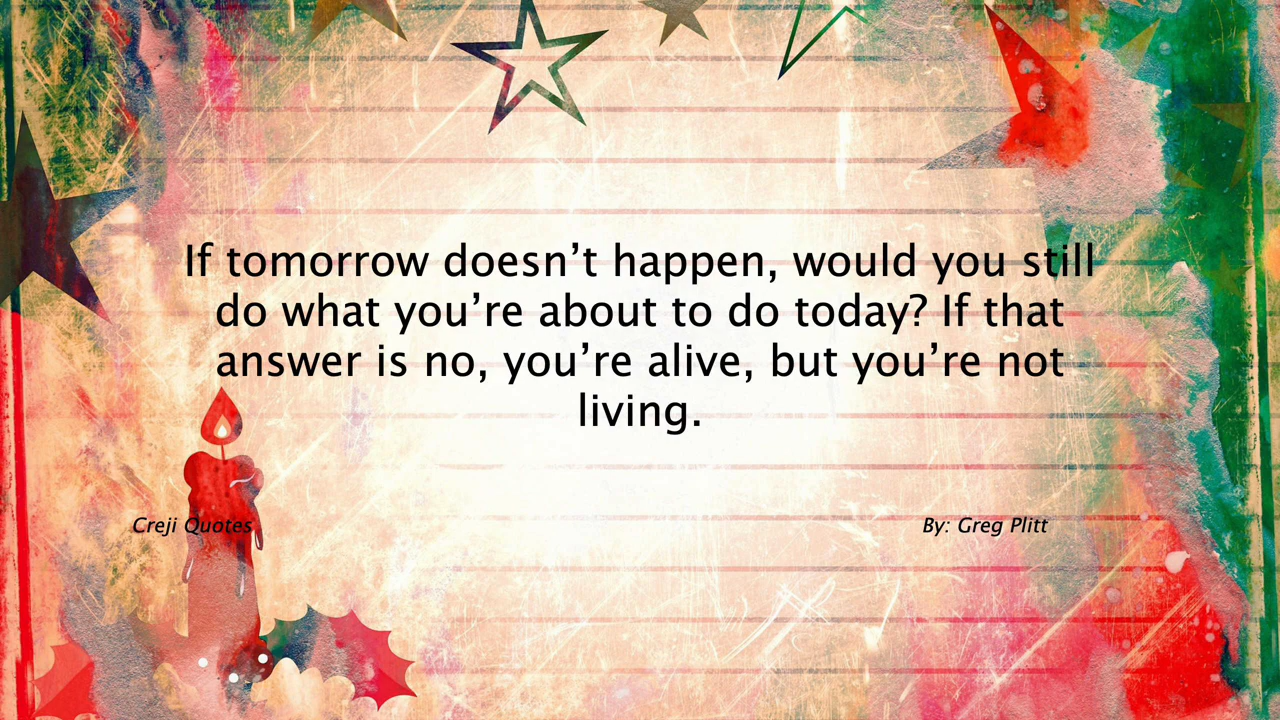 If tomorrow doesn’t happen, would you still
do what you’re about to do today? If that
answer is no, you’re alive, but you’re not
living.
Creji Quotes
By: Greg Plitt